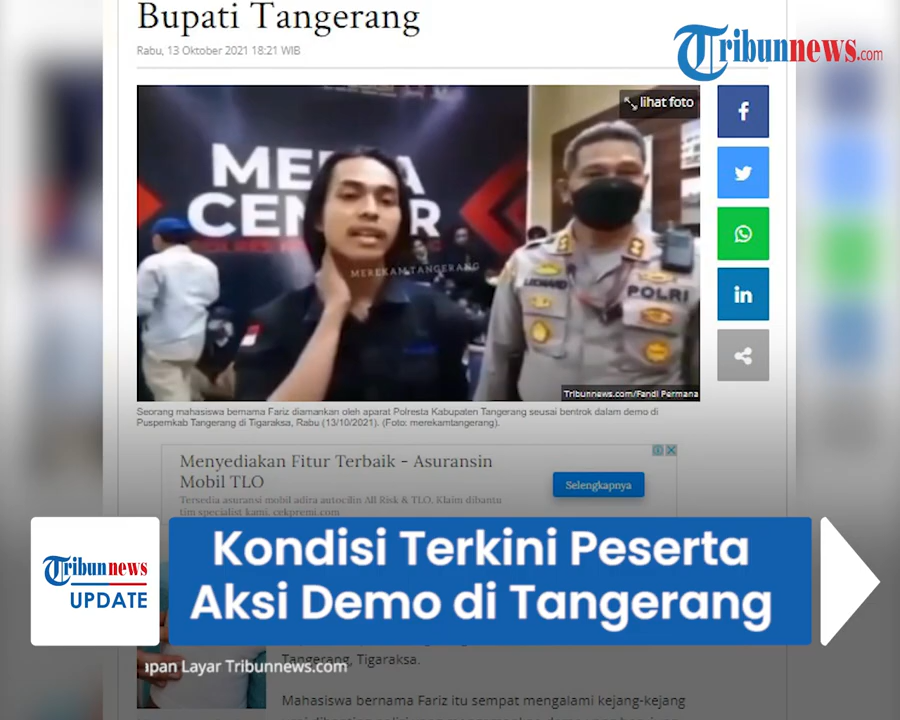 Bupati Tangerang
Rabu, 13 Oktober 2021 18:21 WIB
Tribunnews.com
lihat foto
MEDIA
CENTER
MEREKAMTANGERANG
LEONARD
POLRI
Tribunnews.com/Fandi Permana
Seorang mahasiswa bernama Fariz diamankan oleh aparat Polresta Kabupaten Tangerang seusai bentrok dalam demo di
Puspemkab Tangerang di Tigaraksa, Rabu (13/10/2021). (Foto: merekamtangerang).
Menyediakan Fitur Terbaik - Asuransin
Mobil TLO
Tersedia asuransi mobil adira autocilin All Risk & TLO. Klaim dibantu
tim specialist kami. cekpremi.com
Selengkapnya
Tribunnews
UPDATE
Kondisi Terkini Peserta
Aksi Demo di Tangerang
Tangerang, Tigaraksa.
apan Layar Tribunnews.com
Mahasiswa bernama Fariz itu sempat mengalami kejang-kejang